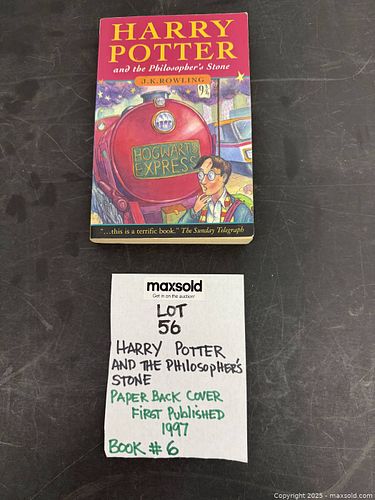 HARRY
POTTER
and the Philosopher's Stone
J.K.ROWLING
9¾
HOGWARTS
EXPRESS
"...this is a terrific book." The Sunday Telegraph
maxsold
Get in on the auction!
LOT
56
HARRY POTTER
AND THE PHILOSOPHER'S
STONE
PAPER BACK COVER
FIRST PUBLISHED
1997
BOOK # 6
Copyright 2025 - maxsold.com